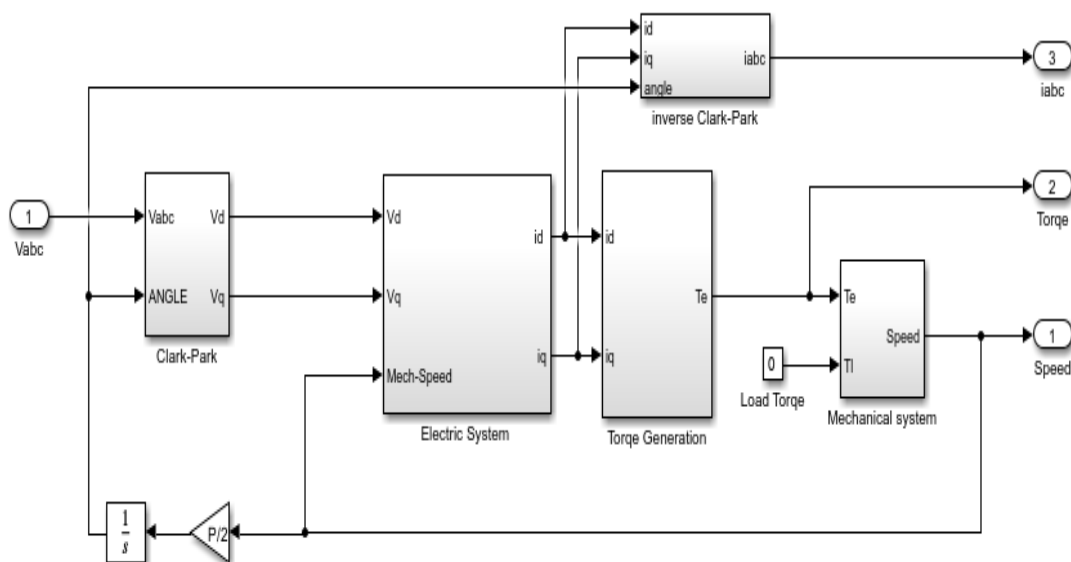 id
iq
angle
iabc
inverse Clark-Park
3
iabc
1
Vabc
Vabc
ANGLE
Vd
Vq
Clark-Park
Vd
Vq
Mech-Speed
id
iq
Electric System
id
iq
Te
Torqe Generation
2
Torqe
0
Load Torqe
Te
Tl
Speed
Mechanical system
1
Speed
1
s
P/2